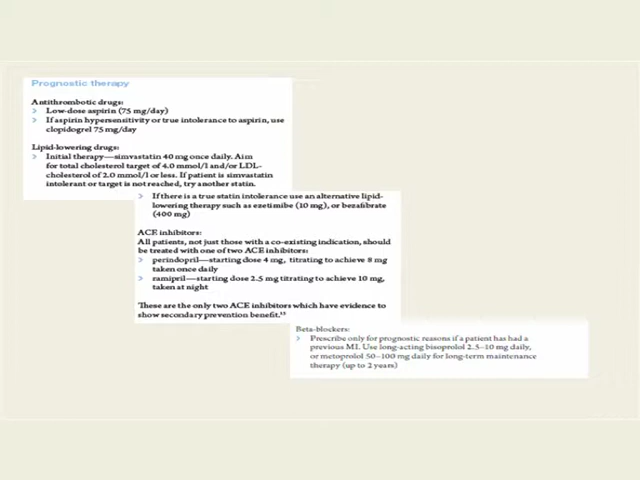 Prognostic therapy
Antithrombotic drugs:
> Low-dose aspirin (75 mg/day)
> If aspirin hypersensitivity or true intolerance to aspirin, use
clopidogrel 75 mg/day
Lipid-lowering drugs:
> Initial therapy—simvastatin 40 mg once daily. Aim
for total cholesterol target of 4.0 mmol/l and/or LDL-
cholesterol of 2.0 mmol/l or less. If patient is simvastatin
intolerant or target is not reached, try another statin.
> If there is a true statin intolerance use an alternative lipid-
lowering therapy such as ezetimibe (10 mg), or bezafibrate
(400 mg)
ACE inhibitors:
All patients, not just those with a co-existing indication, should
be treated with one of two ACE inhibitors:
> perindopril—starting dose 4 mg, titrating to achieve 8 mg
taken once daily
> ramipril—starting dose 2.5 mg titrating to achieve 10 mg,
taken at night
These are the only two ACE inhibitors which have evidence to
show secondary prevention benefit.
Beta-blockers:
> Prescribe only for prognostic reasons if a patient has had a
previous MI. Use long-acting bisoprolol 2.5–10 mg daily,
or metoprolol 50–100 mg daily for long-term maintenance
therapy (up to 2 years)